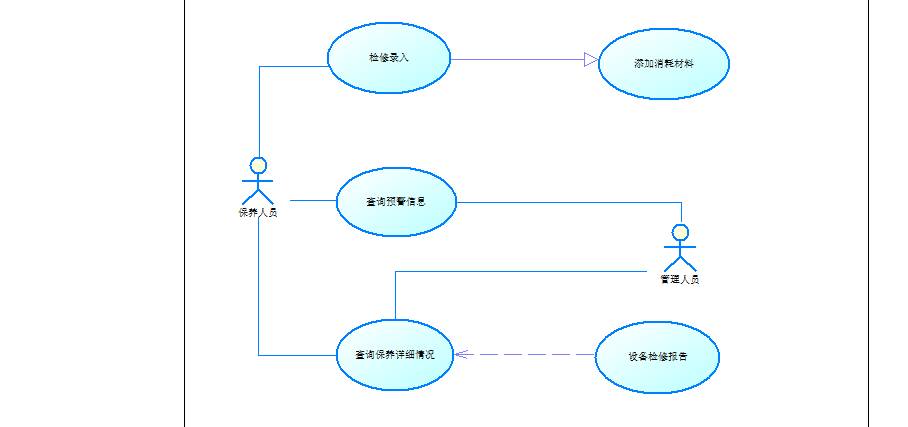 检修录入
添加消耗材料
查询预警信息
保养人员
管理人员
查询保养详细情况
设备检修报告